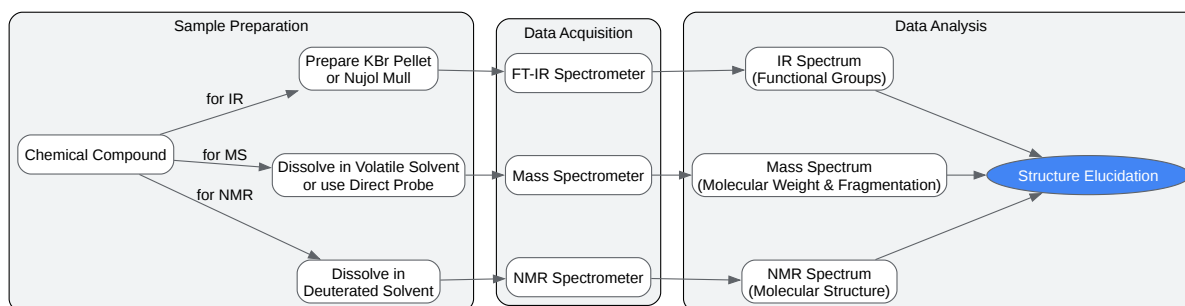 Sample Preparation
Data Acquisition
Data Analysis
Prepare KBr Pellet
or Nujol Mull
FT-IR Spectrometer
IR Spectrum
(Functional Groups)
for IR
Chemical Compound
for MS
Dissolve in Volatile Solvent
or use Direct Probe
Mass Spectrometer
Mass Spectrum
(Molecular Weight & Fragmentation)
Structure Elucidation
for NMR
Dissolve in
Deuterated Solvent
NMR Spectrometer
NMR Spectrum
(Molecular Structure)